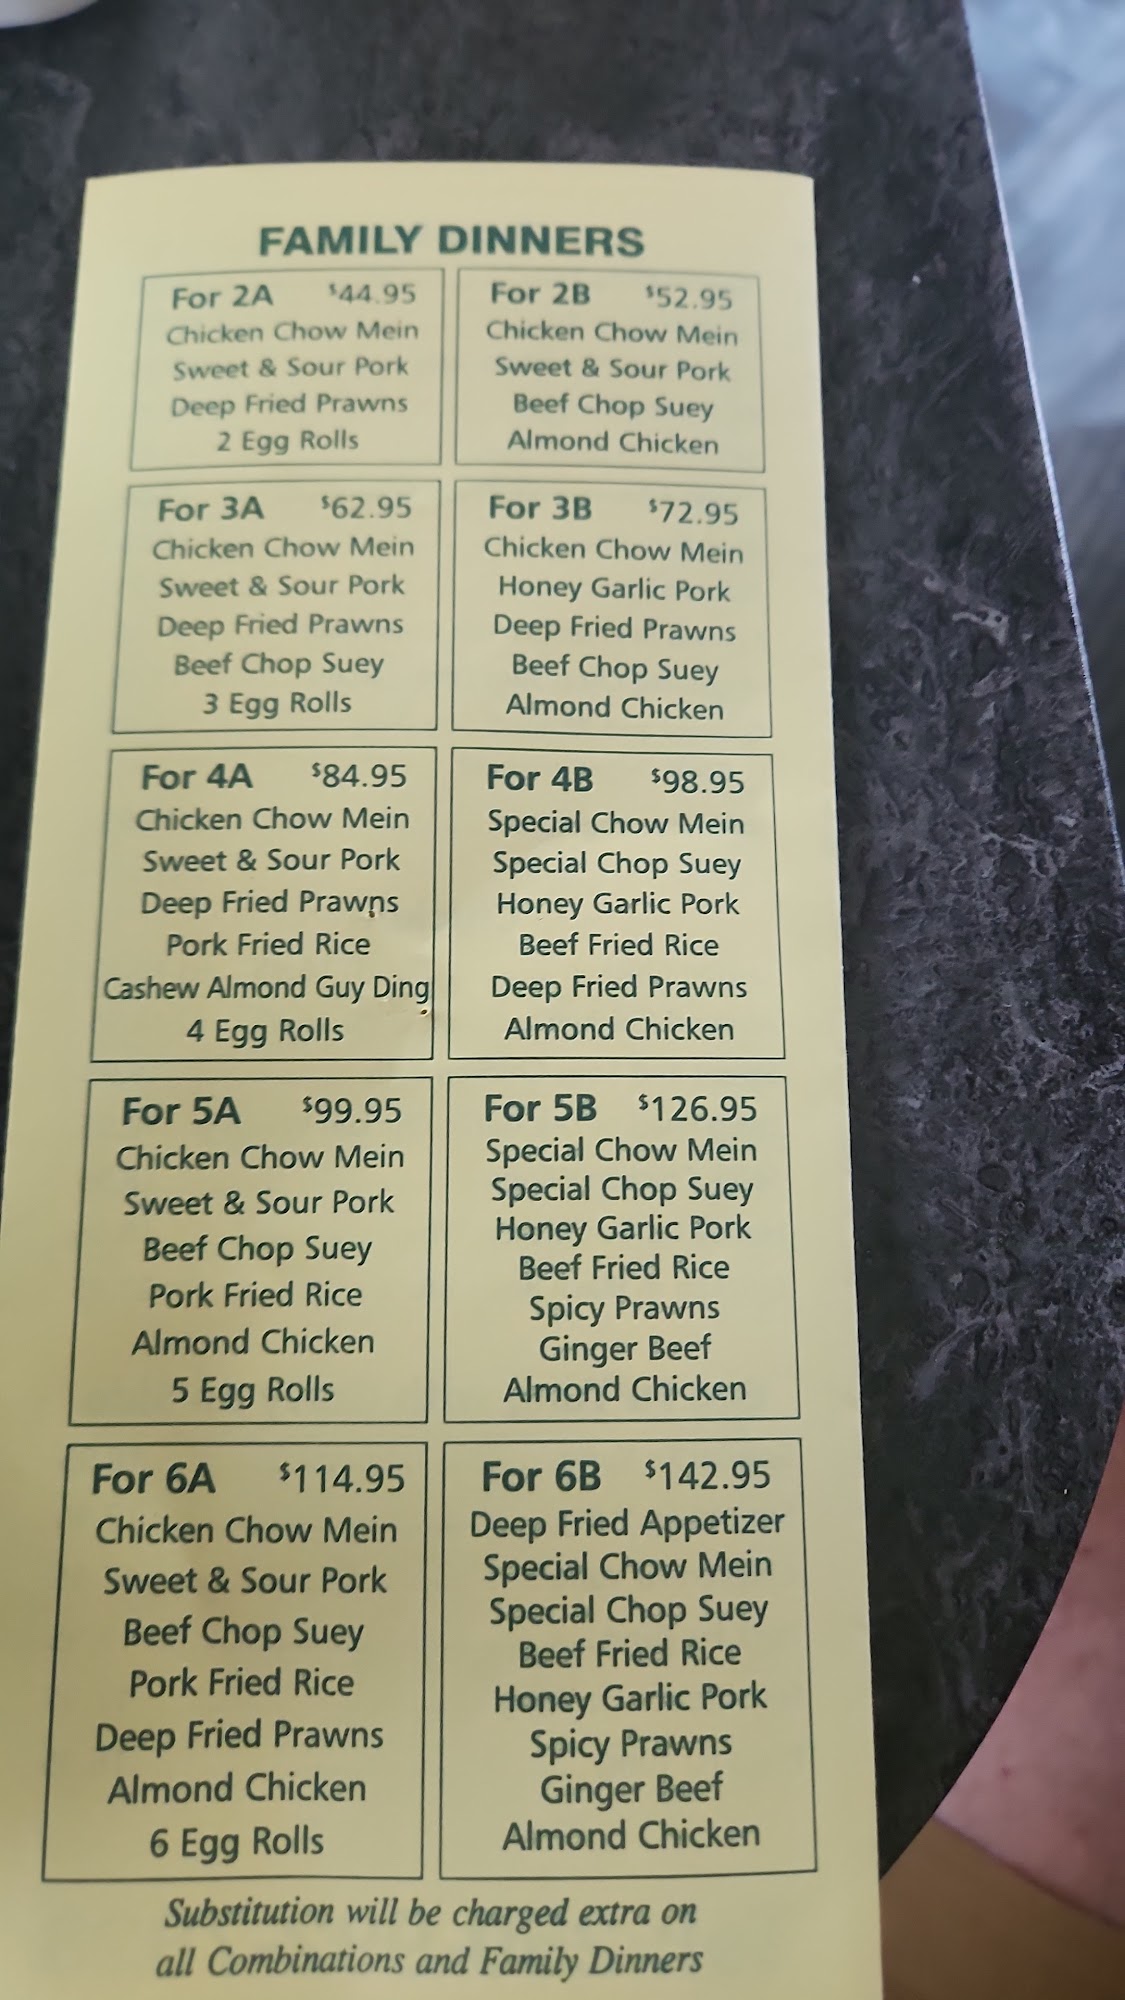 FAMILY DINNERS
For 2A $44.95
Chicken Chow Mein
Sweet & Sour Pork
Deep Fried Prawns
2 Egg Rolls
For 2B $52.95
Chicken Chow Mein
Sweet & Sour Pork
Beef Chop Suey
Almond Chicken
For 3A $62.95
Chicken Chow Mein
Sweet & Sour Pork
Deep Fried Prawns
Beef Chop Suey
3 Egg Rolls
For 3B $72.95
Chicken Chow Mein
Honey Garlic Pork
Deep Fried Prawns
Beef Chop Suey
Almond Chicken
For 4A $84.95
Chicken Chow Mein
Sweet & Sour Pork
Deep Fried Prawns
Pork Fried Rice
Cashew Almond Guy Ding
4 Egg Rolls
For 4B $98.95
Special Chow Mein
Special Chop Suey
Honey Garlic Pork
Beef Fried Rice
Deep Fried Prawns
Almond Chicken
For 5A $99.95
Chicken Chow Mein
Sweet & Sour Pork
Beef Chop Suey
Pork Fried Rice
Almond Chicken
5 Egg Rolls
For 5B $126.95
Special Chow Mein
Special Chop Suey
Honey Garlic Pork
Beef Fried Rice
Spicy Prawns
Ginger Beef
Almond Chicken
For 6A $114.95
Chicken Chow Mein
Sweet & Sour Pork
Beef Chop Suey
Pork Fried Rice
Deep Fried Prawns
Almond Chicken
6 Egg Rolls
For 6B $142.95
Deep Fried Appetizer
Special Chow Mein
Special Chop Suey
Beef Fried Rice
Honey Garlic Pork
Spicy Prawns
Ginger Beef
Almond Chicken
Substitution will be charged extra on
all Combinations and Family Dinners